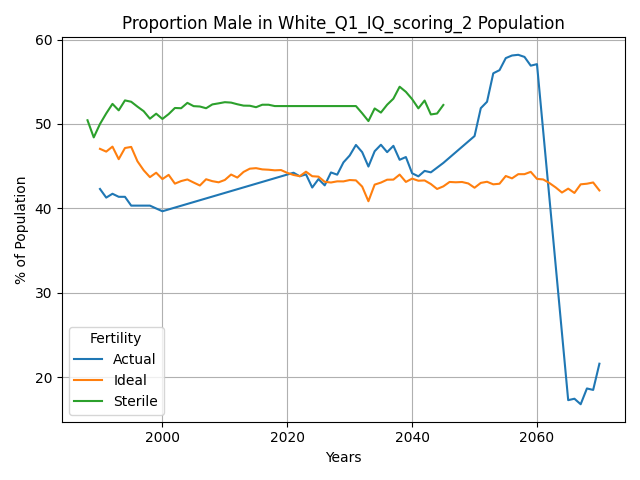 Proportion Male in White_Q1_IQ_scoring_2 Population
% of Population
60
50
40
30
20
Fertility
Actual
Ideal
Sterile
2000
2020
2040
2060
Years